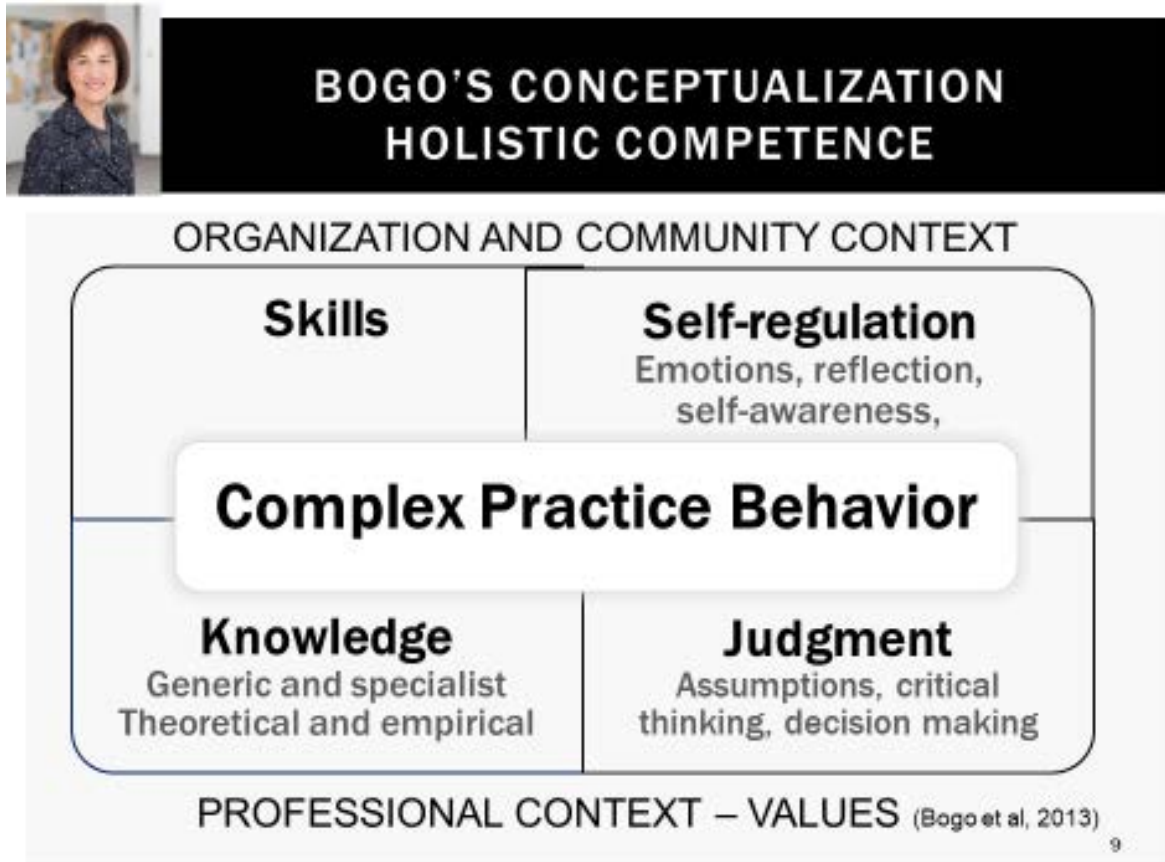 BOGO'S CONCEPTUALIZATION
HOLISTIC COMPETENCE
ORGANIZATION AND COMMUNITY CONTEXT
Skills
Self-regulation
Emotions, reflection,
self-awareness,
Complex Practice Behavior
Knowledge
Generic and specialist
Theoretical and empirical
Judgment
Assumptions, critical
thinking, decision making
PROFESSIONAL CONTEXT – VALUES (Bogo et al, 2013)
9